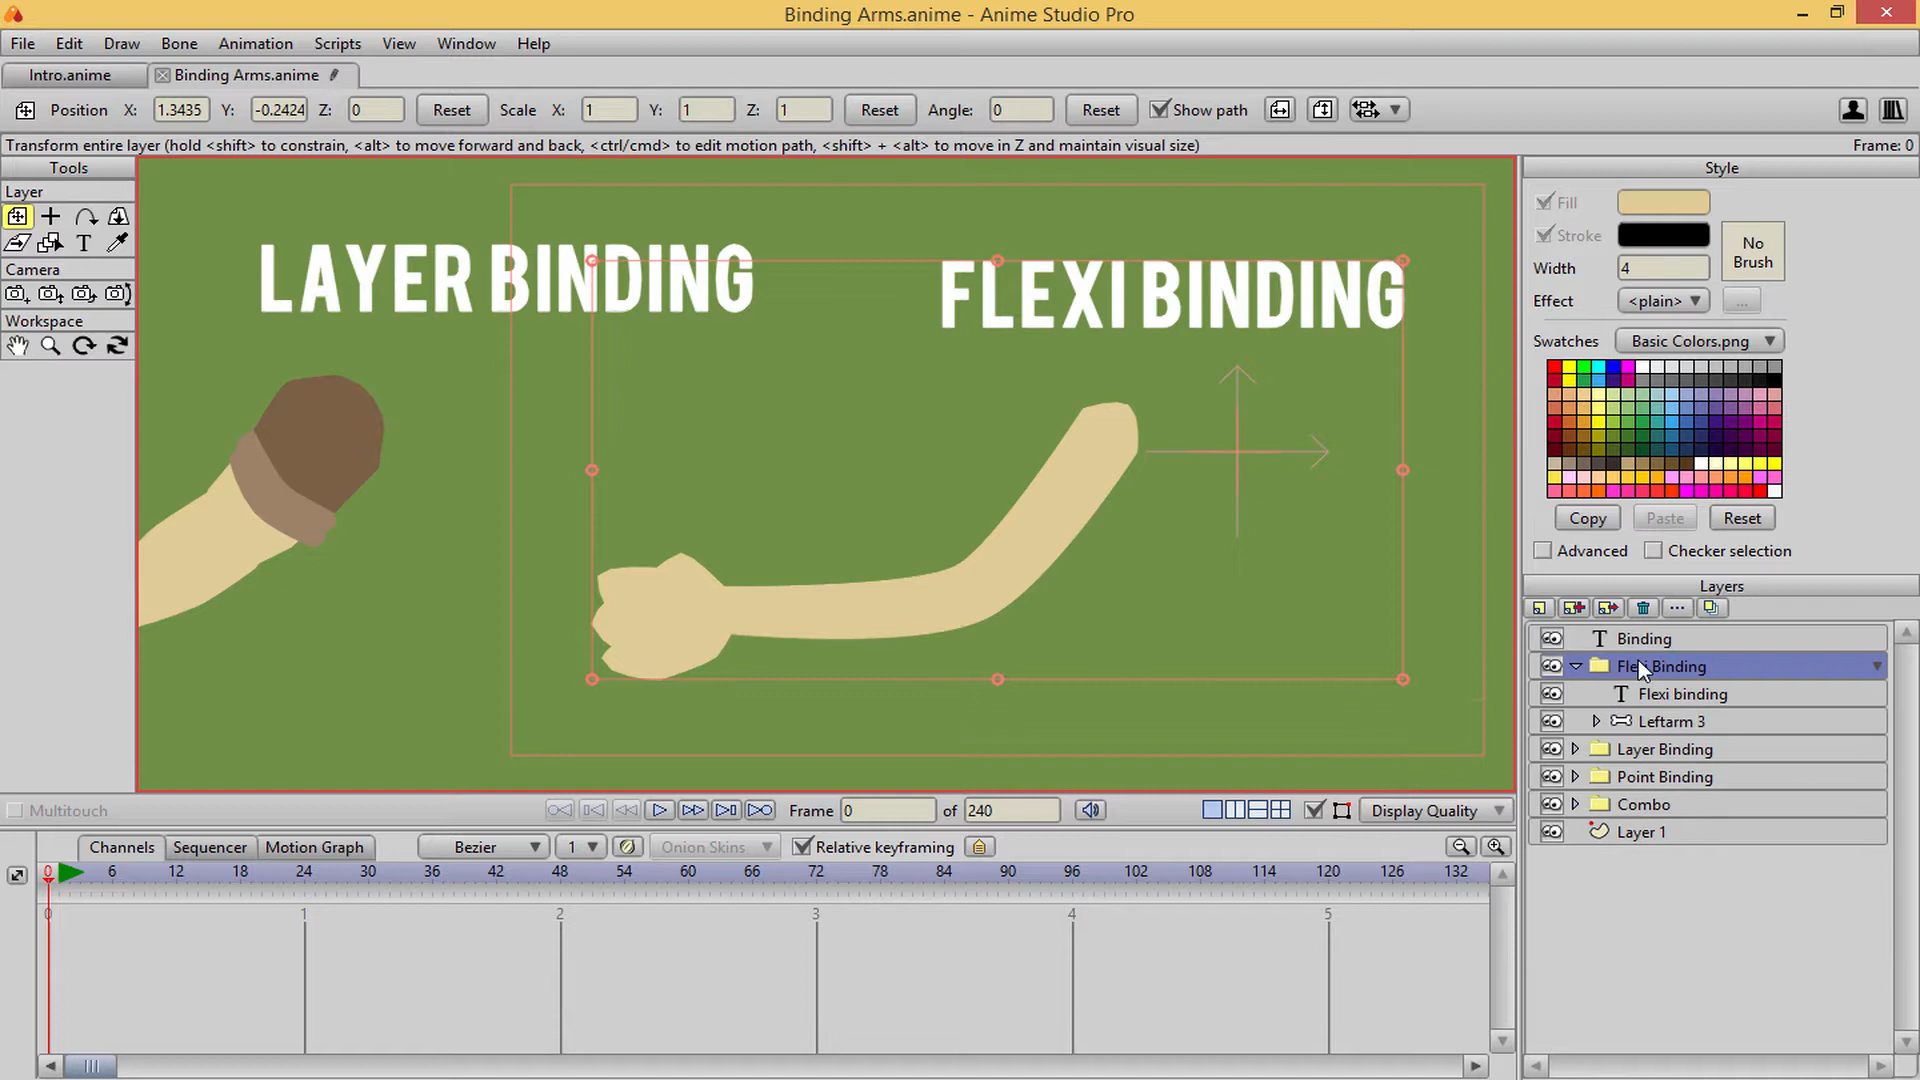 Binding Arms.anime - Anime Studio Pro
File Edit Draw Bone Animation Scripts View Window Help
Intro.anime Binding Arms.anime
Position X: 1.3435 Y: -0.2424 Z: 0 Reset Scale X: 1 Y: 1 Z: 1 Reset Angle: 0 Reset Show path
Transform entire layer (hold <shift> to constrain, <alt> to move forward and back, <ctrl/cmd> to edit motion path, <shift> + <alt> to move in Z and maintain visual size) Frame: 0
Tools
Layer
Camera
Workspace
LAYER BINDING
FLEXI BINDING
Style
Fill
Stroke
No Brush
Width 4
Effect <plain> ...
Swatches Basic Colors.png
Copy Paste Reset
Advanced Checker selection
Layers
Binding
Flexi Binding
Flexi binding
Leftarm 3
Layer Binding
Point Binding
Combo
Layer 1
Multitouch Frame 0 of 240 Display Quality
Channels Sequencer Motion Graph Bezier 1 Onion Skins Relative keyframing
0 6 12 18 24 30 36 42 48 54 60 66 72 78 84 90 96 102 108 114 120 126 132
0 1 2 3 4 5